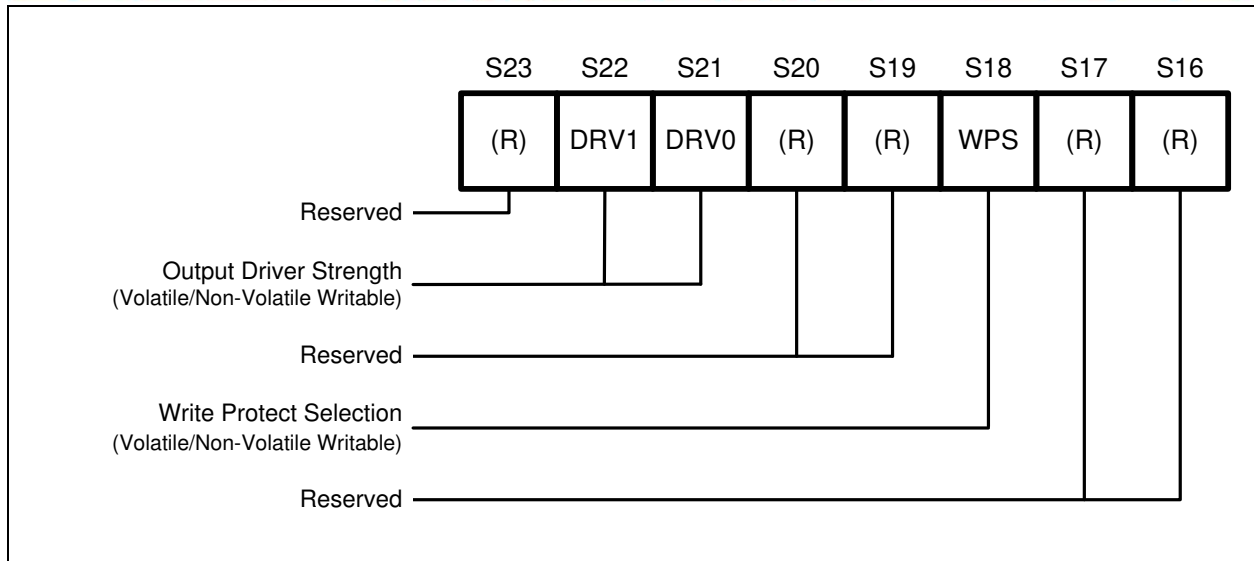 S23 S22 S21 S20 S19 S18 S17 S16
(R) DRV1 DRV0 (R) (R) WPS (R) (R)
Reserved
Output Driver Strength
(Volatile/Non-Volatile Writable)
Reserved
Write Protect Selection
(Volatile/Non-Volatile Writable)
Reserved